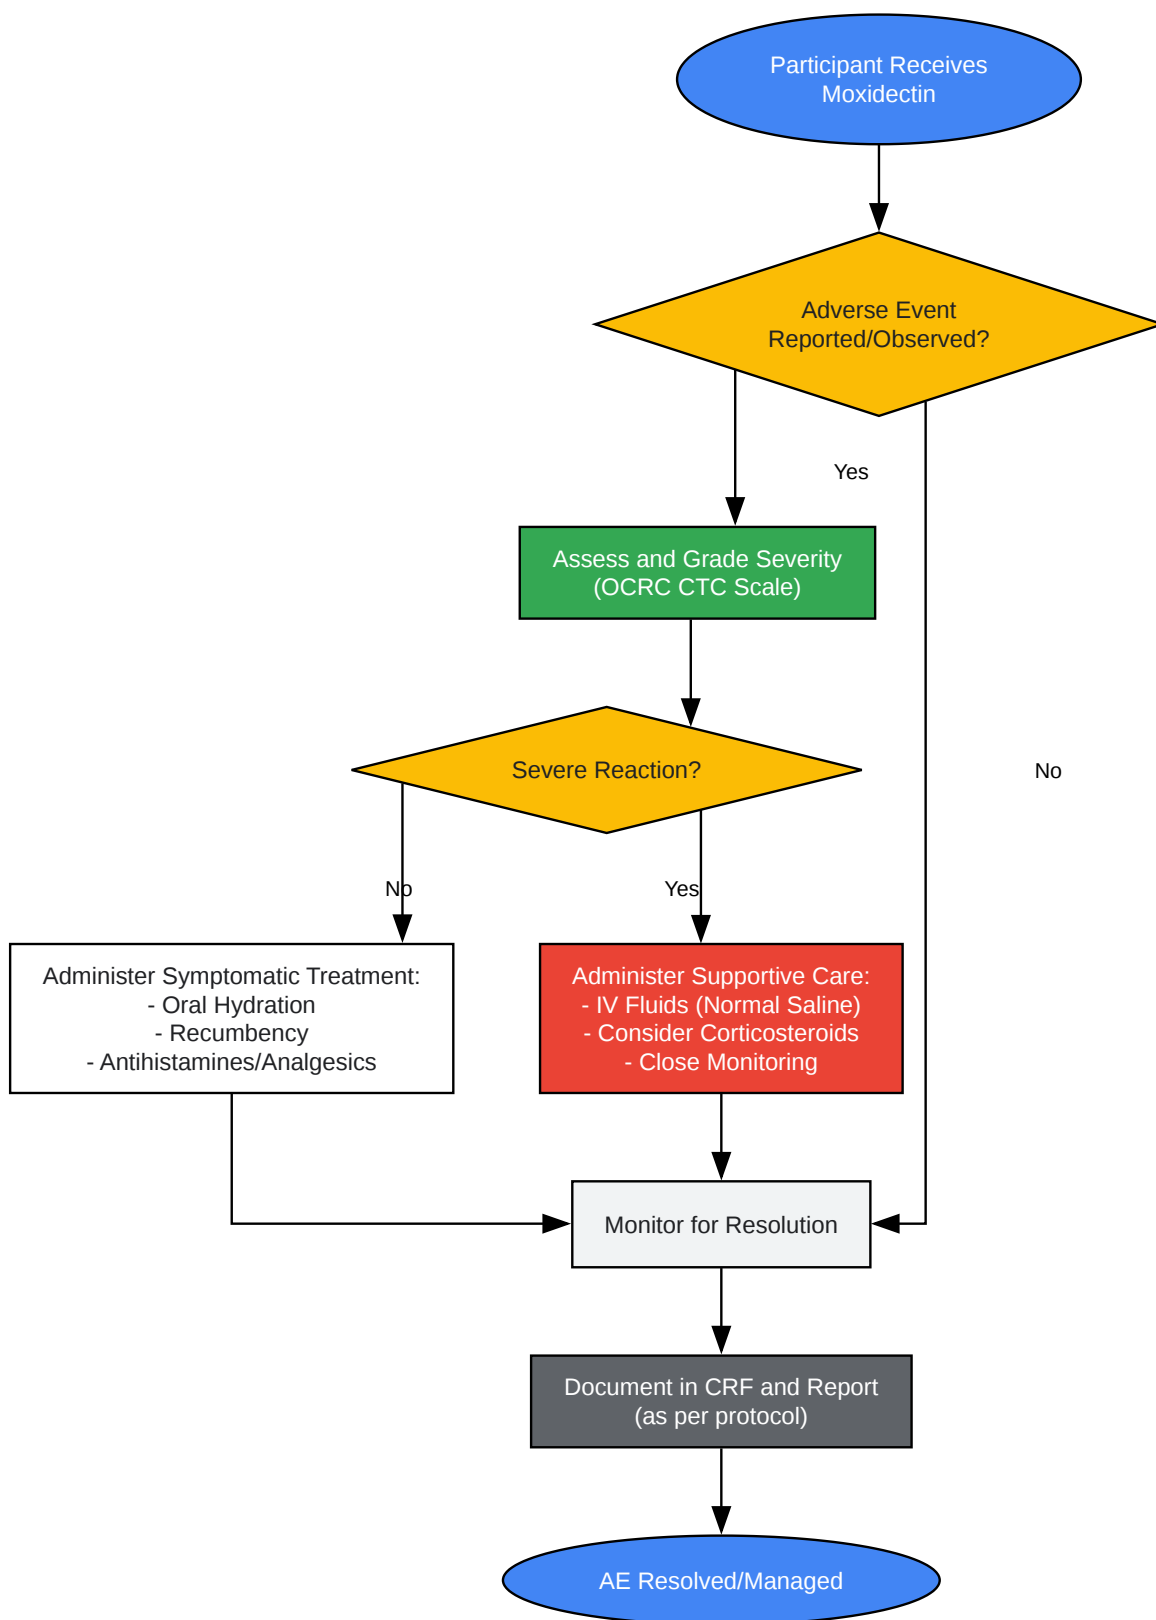 Participant Receives
Moxidectin
Adverse Event
Reported/Observed?
Yes
Assess and Grade Severity
(OCRC CTC Scale)
Severe Reaction?
No
No
Yes
Administer Symptomatic Treatment:
- Oral Hydration
- Recumbency
- Antihistamines/Analgesics
Administer Supportive Care:
- IV Fluids (Normal Saline)
- Consider Corticosteroids
- Close Monitoring
Monitor for Resolution
Document in CRF and Report
(as per protocol)
AE Resolved/Managed